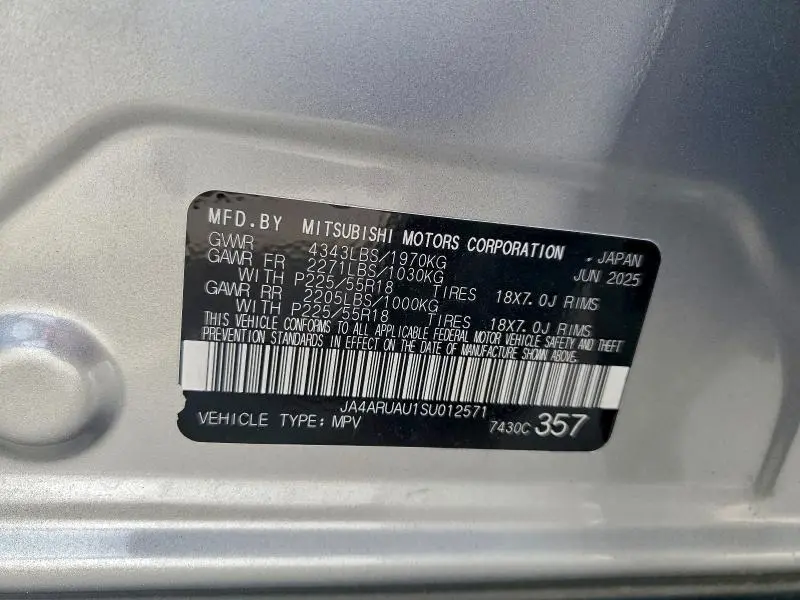 MFD.BY MITSUBISHI MOTORS CORPORATION , JAPAN
GVWR 4343LBS/1970KG JUN 2025
GAWR FR 2271LBS/1030KG
WITH P225/55R18 TIRES 18X7.0J RIMS
GAWR RR 2205LBS/1000KG
WITH P225/55R18 TIRES 18X7.0J RIMS
THIS VEHICLE CONFORMS TO ALL APPLICABLE FEDERAL MOTOR VEHICLE SAFETY AND THEFT
PREVENTION STANDARDS IN EFFECT ON THE DATE OF MANUFACTURE SHOWN ABOVE.
JA4ARUAU1SU012571
VEHICLE TYPE: MPV 7430C 357